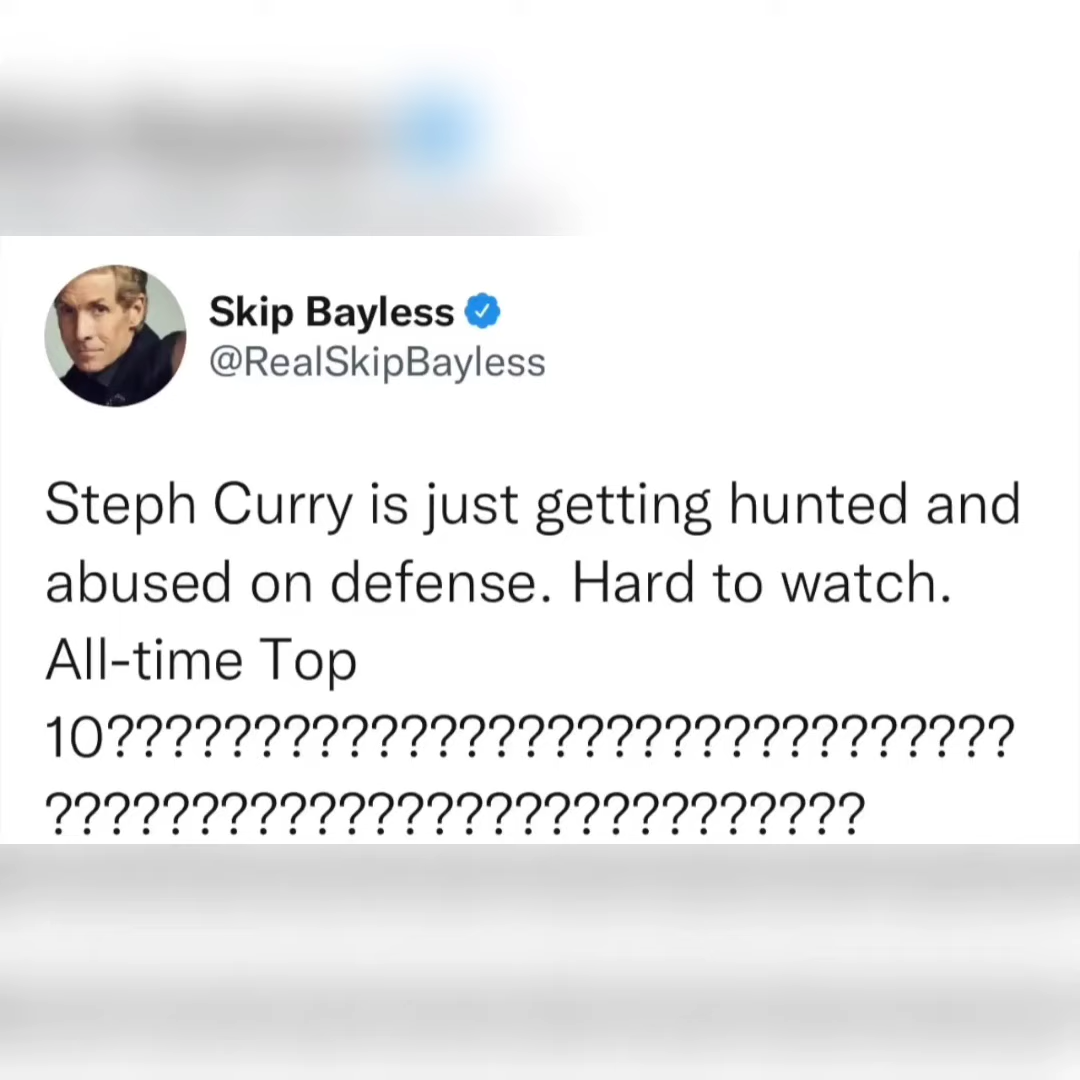 Skip Bayless
@RealSkipBayless
Steph Curry is just getting hunted and
abused on defense. Hard to watch.
All-time Top
10???????????????????????????????
????????????????????????????